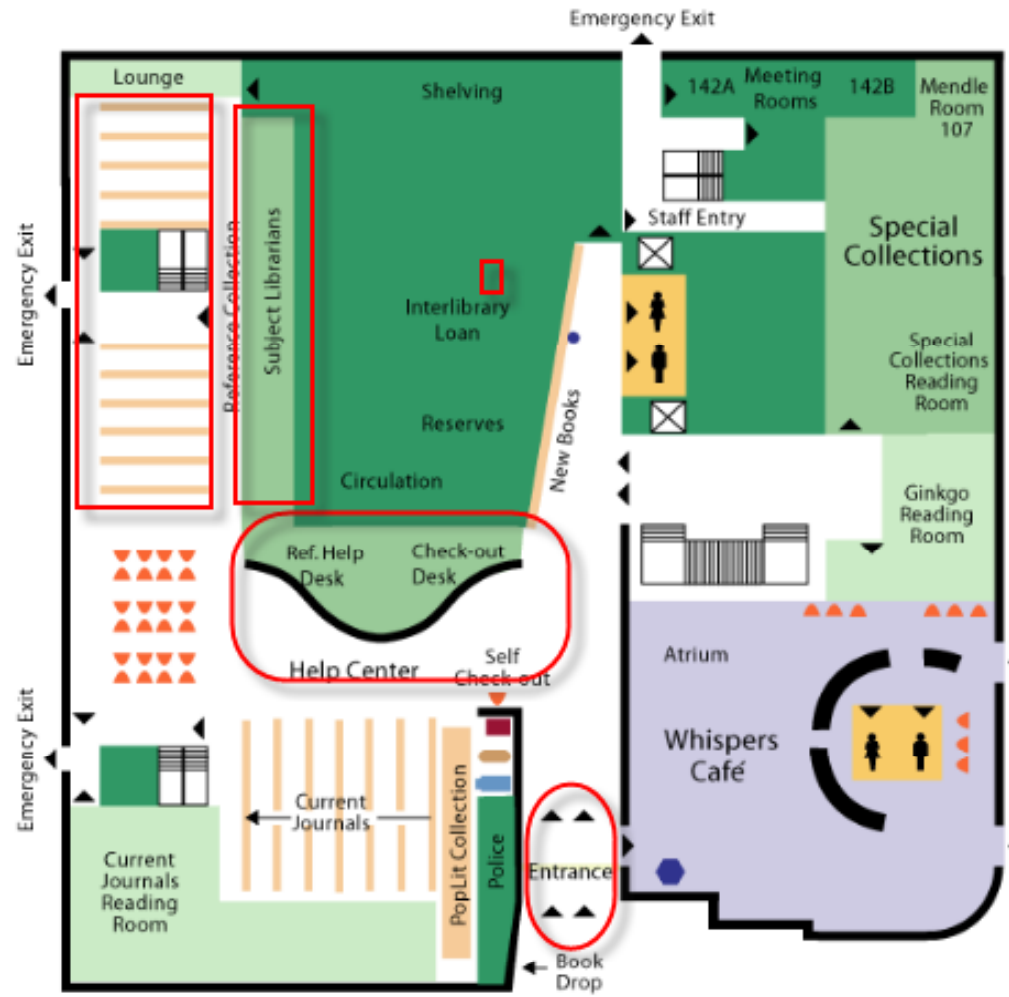 Emergency Exit
Lounge
Shelving
142A
Meeting
Rooms
142B
Mendle
Room
107
Staff Entry
Special
Collections
Emergency Exit
Reference Collection
Subject Librarians
Interlibrary
Loan
Special
Collections
Reading
Room
New Books
Reserves
Circulation
Ginkgo
Reading
Room
Ref. Help
Desk
Check-out
Desk
Help Center
Self
Check-out
Atrium
Whispers
Café
Emergency Exit
Current
Journals
PopLit Collection
Police
Entrance
Current
Journals
Reading
Room
Book
Drop